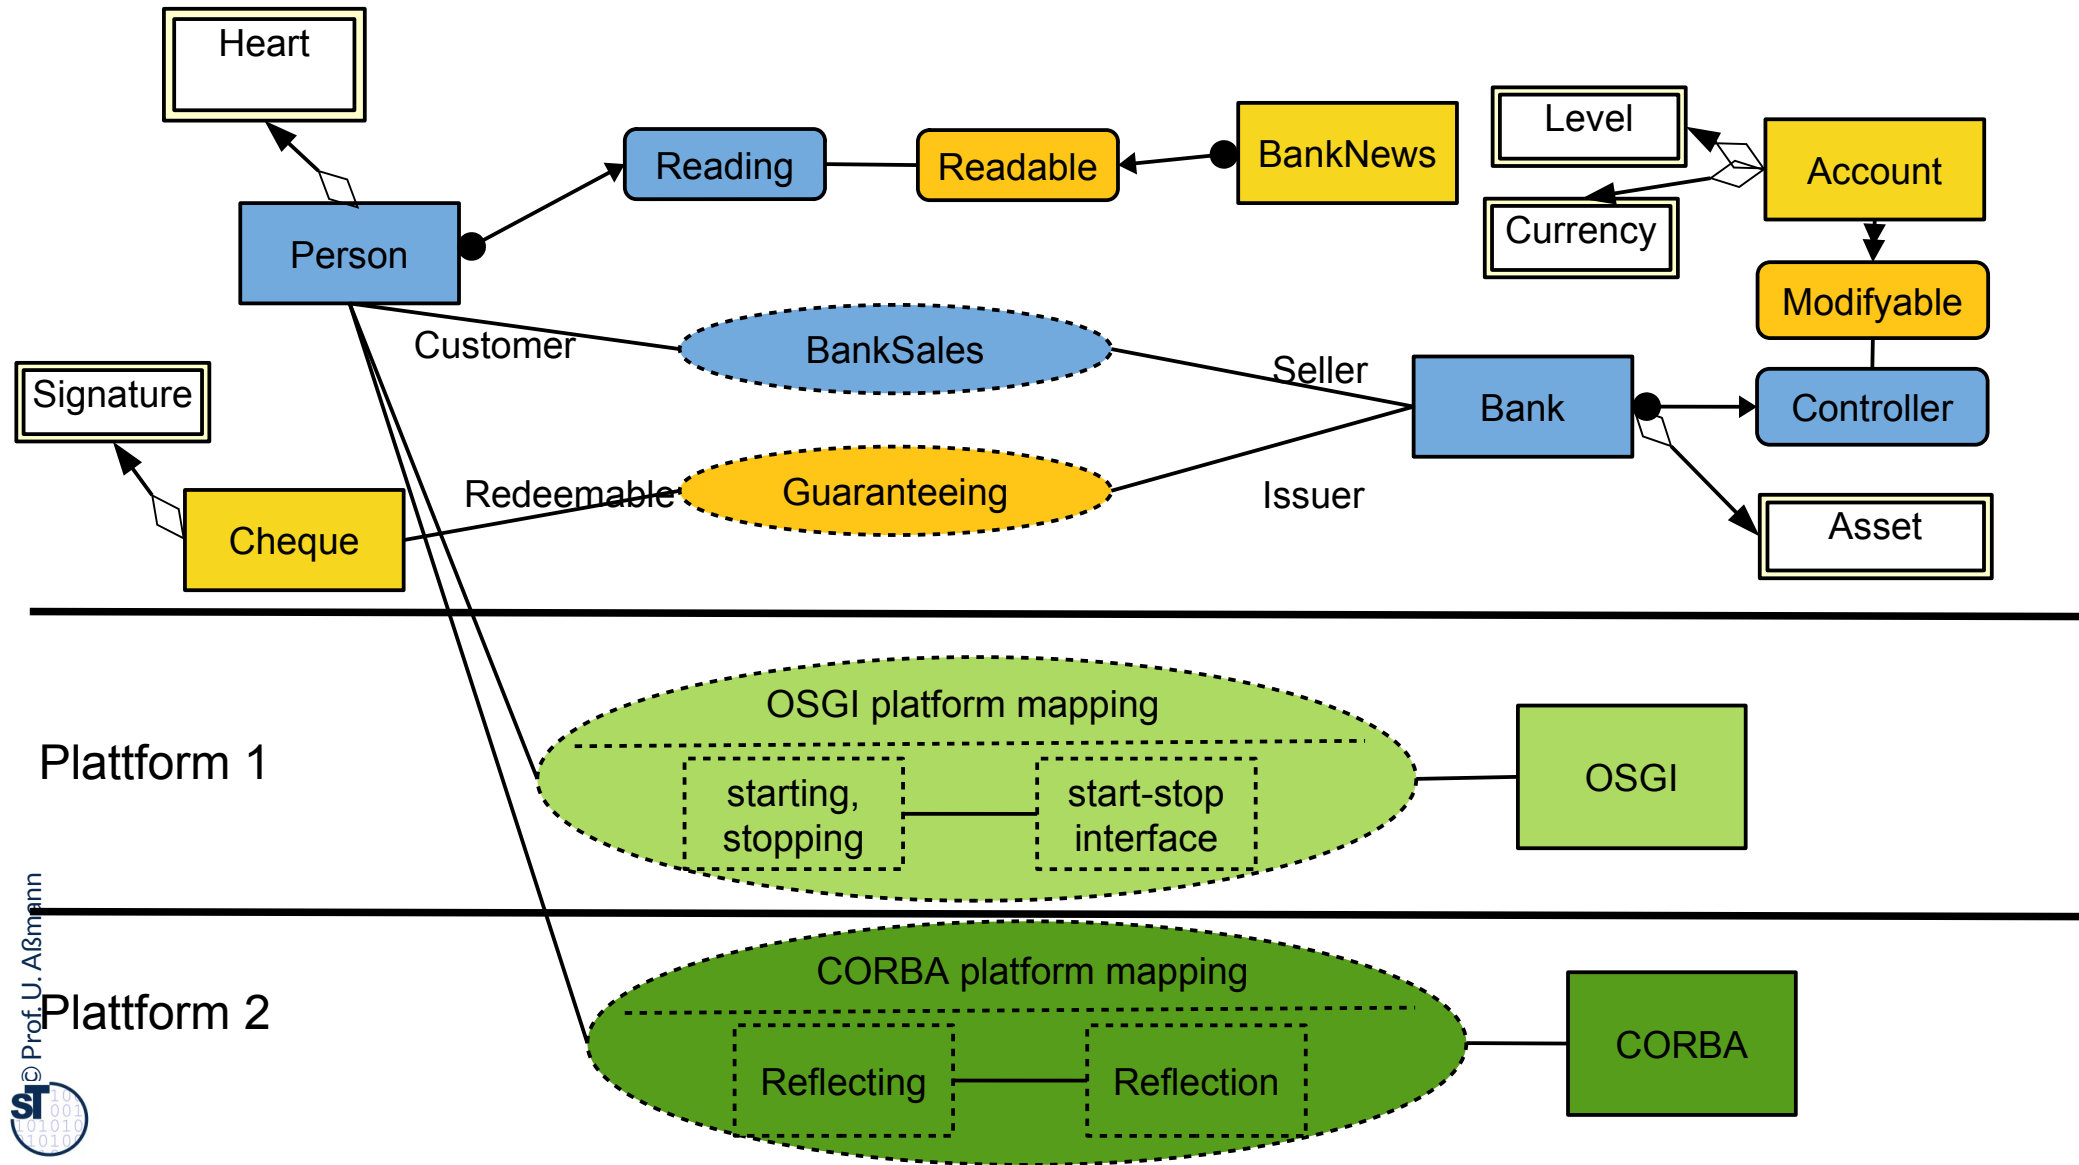 Heart
Reading
Readable
BankNews
Level
Account
Person
Currency
Modifyable
Customer
BankSales
Seller
Signature
Bank
Controller
Redeemable
Guaranteeing
Issuer
Cheque
Asset
Plattform 1
OSGI platform mapping
starting,
stopping
start-stop
interface
OSGI
Plattform 2
CORBA platform mapping
Reflecting
Reflection
CORBA
© Prof. U. Aßmann
ST